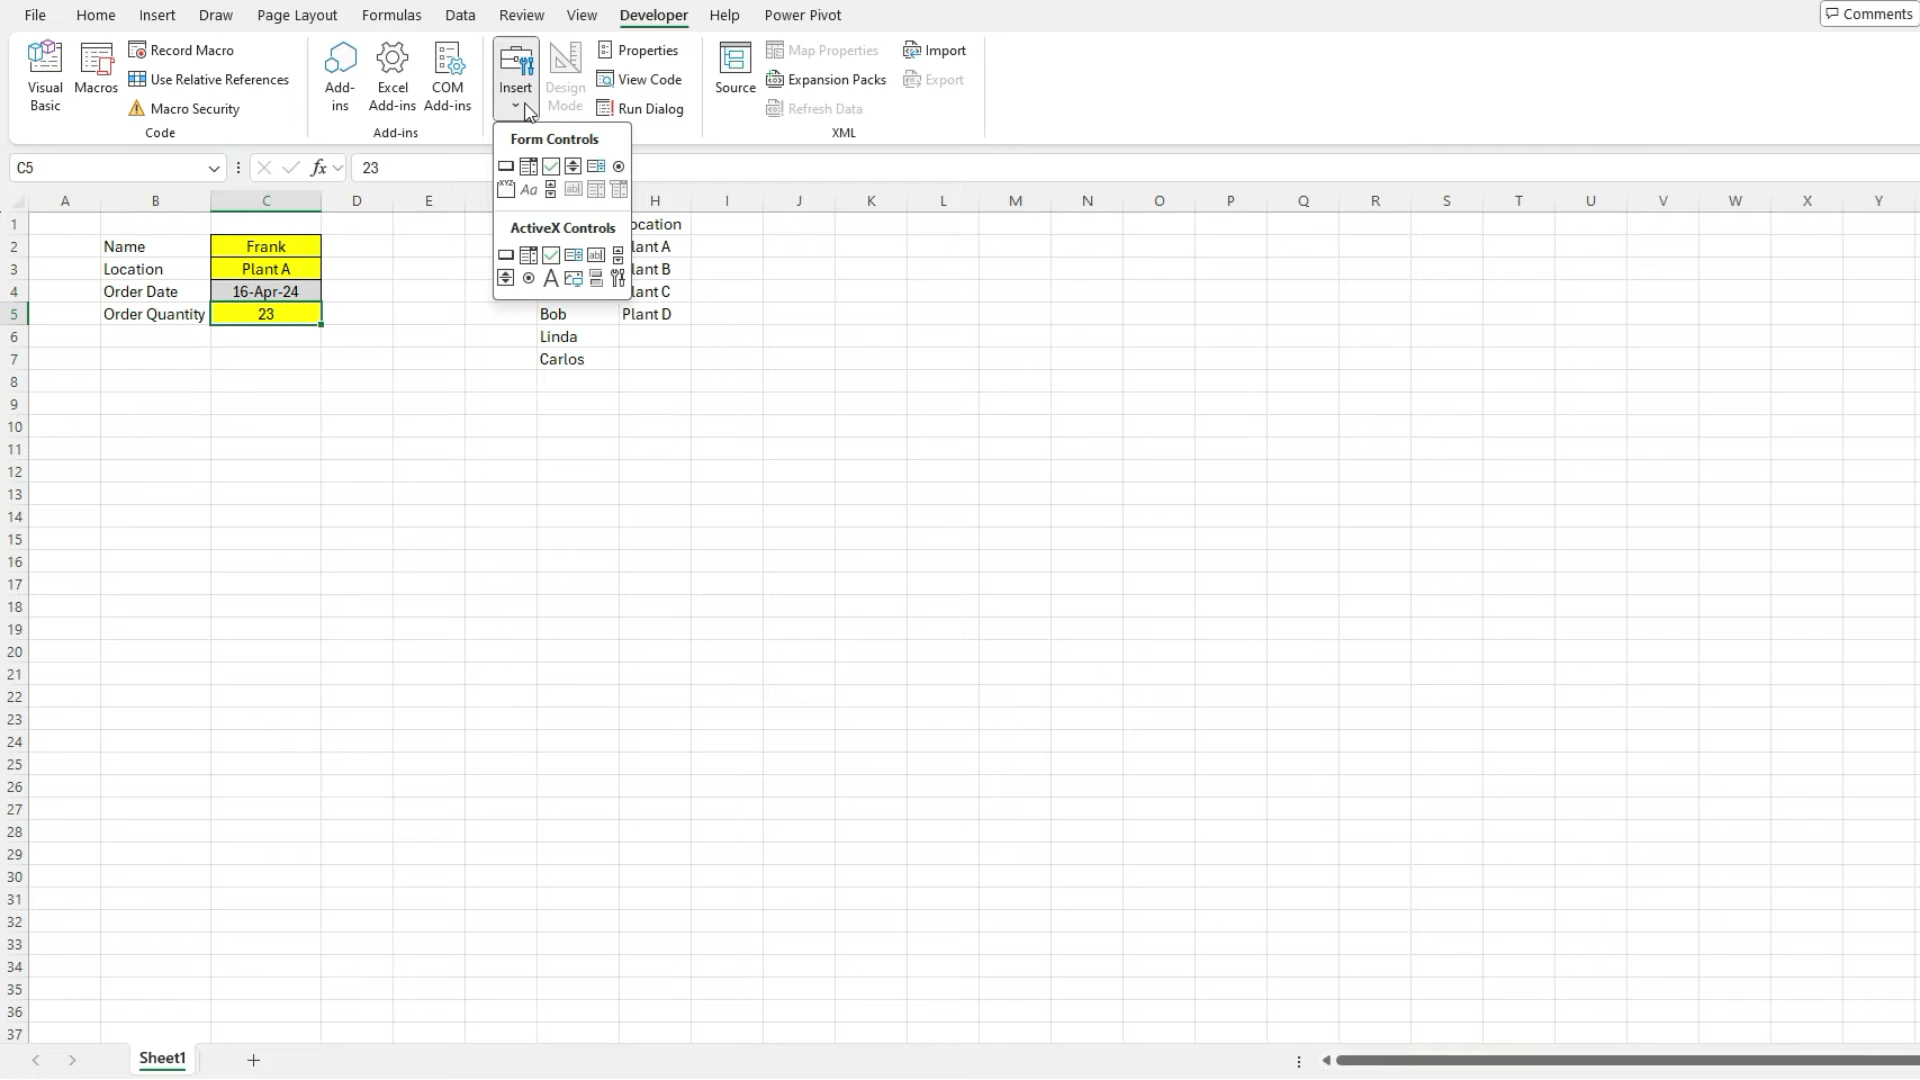 File Home Insert Draw Page Layout Formulas Data Review View Developer Help Power Pivot Comments
Visual Basic
Macros
Record Macro
Use Relative References
Macro Security
Code
Add-ins
Excel Add-ins
COM Add-ins
Add-ins
Insert
Design Mode
Properties
View Code
Run Dialog
Source
Map Properties
Expansion Packs
Refresh Data
Import
Export
XML
Form Controls
XYZ Aa ab|
ActiveX Controls
ab| A
C5 fx 23
A B C D E H I J K L M N O P Q R S T U V W X Y
1 ocation
2 Name Frank lant A
3 Location Plant A lant B
4 Order Date 16-Apr-24 lant C
5 Order Quantity 23 Bob Plant D
6 Linda
7 Carlos
8
9
10
11
12
13
14
15
16
17
18
19
20
21
22
23
24
25
26
27
28
29
30
31
32
33
34
35
36
37
Sheet1